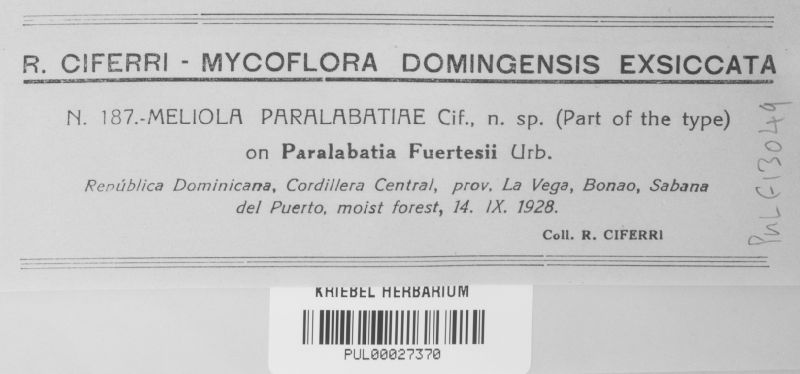 R. CIFERRI - MYCOFLORA DOMINGENSIS EXSICCATA
N. 187.-MELIOLA PARALABATIAE Cif., n. sp. (Part of the type)
on Paralabatia Fuertesii Urb.
República Dominicana, Cordillera Central, prov. La Vega, Bonao, Sabana
del Puerto, moist forest, 14. IX. 1928.
Coll. R. CIFERRI
PUL F13049
KRIEBEL HERBARIUM
PUL00027370